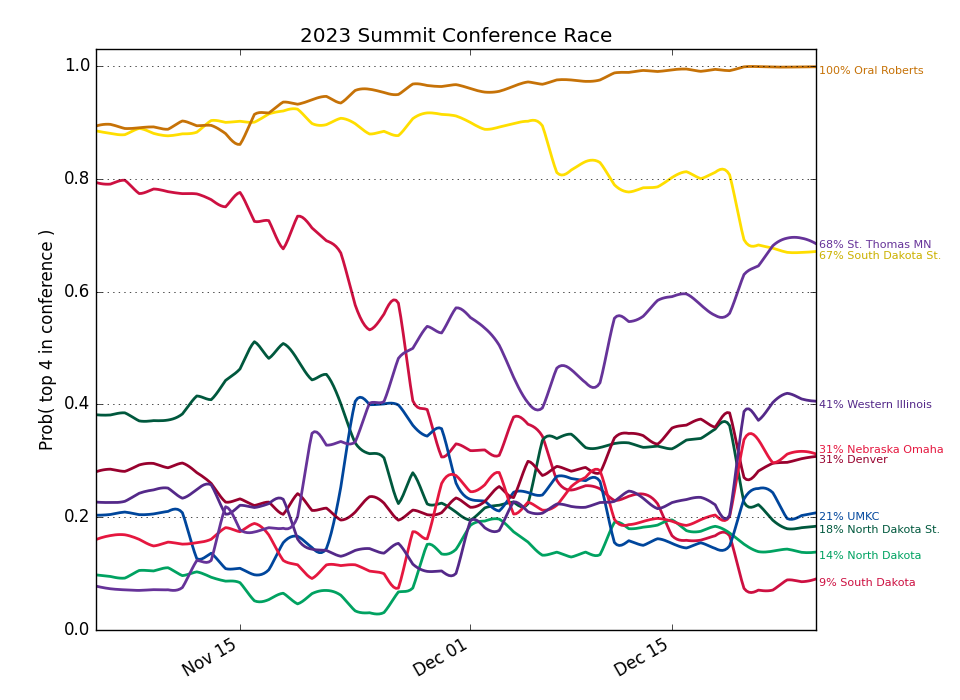 2023 Summit Conference Race
Prob( top 4 in conference )
1.0
0.8
0.6
0.4
0.2
0.0
Nov 15
Dec 01
Dec 15
100% Oral Roberts
68% St. Thomas MN
67% South Dakota St.
41% Western Illinois
31% Nebraska Omaha
31% Denver
21% UMKC
18% North Dakota St.
14% North Dakota
9% South Dakota